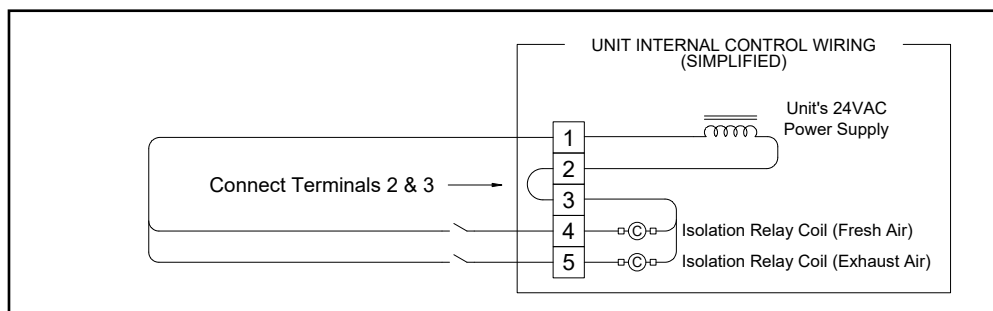 UNIT INTERNAL CONTROL WIRING
(SIMPLIFIED)
Unit's 24VAC
Power Supply
1
2
Connect Terminals 2 & 3
3
4
C
Isolation Relay Coil (Fresh Air)
5
C
Isolation Relay Coil (Exhaust Air)